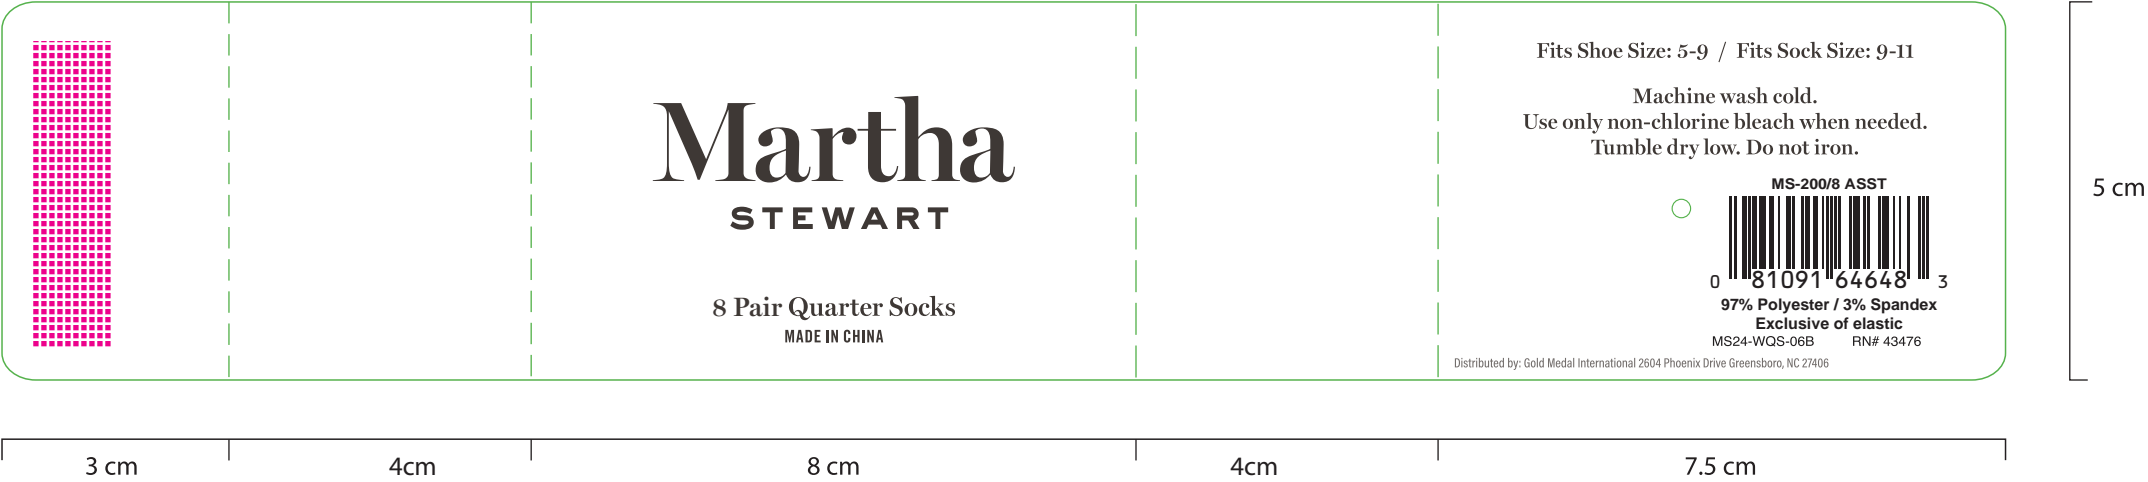 Martha
STEWART
8 Pair Quarter Socks
MADE IN CHINA
Fits Shoe Size: 5-9 / Fits Sock Size: 9-11
Machine wash cold.
Use only non-chlorine bleach when needed.
Tumble dry low. Do not iron.
MS-200/8 ASST
0 81091 64648 3
97% Polyester / 3% Spandex
Exclusive of elastic
MS24-WQS-06B RN# 43476
Distributed by: Gold Medal International 2604 Phoenix Drive Greensboro, NC 27406
5 cm
3 cm 4cm 8 cm 4cm 7.5 cm